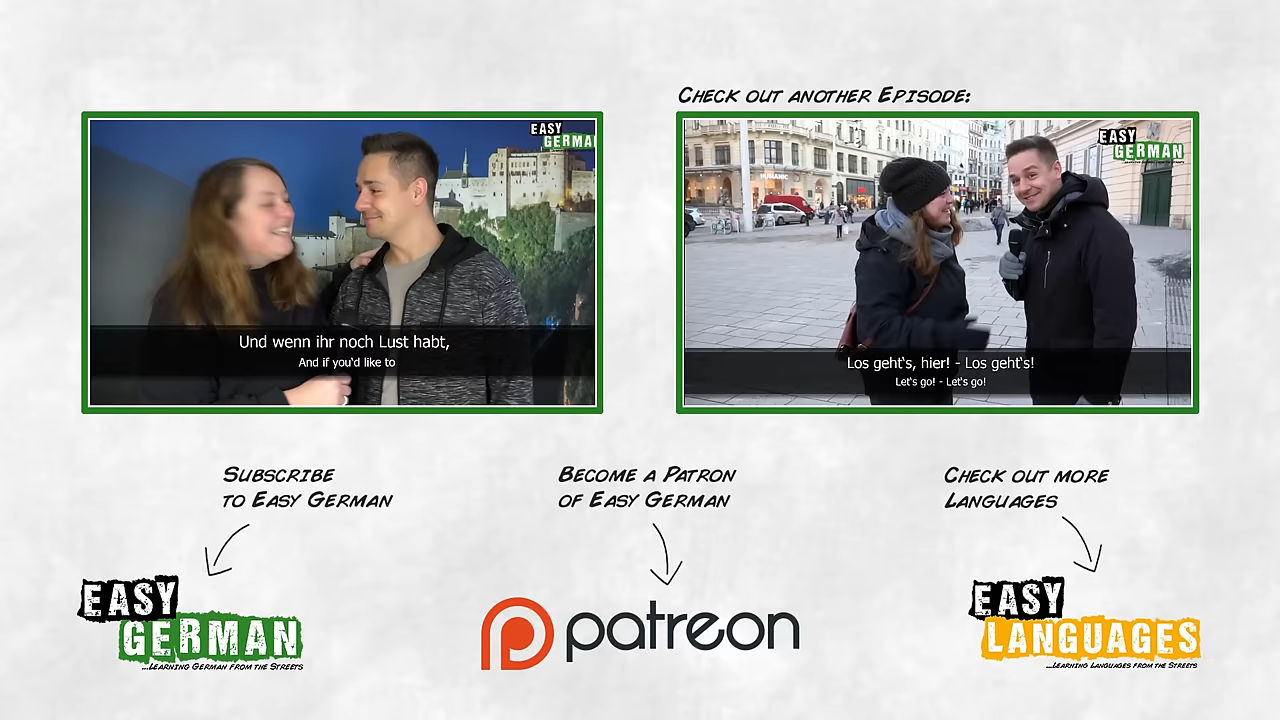 CHECK OUT ANOTHER EPISODE:
EASY
GERMAN
Und wenn ihr noch Lust habt,
And if you'd like to
EASY
GERMAN
Los geht's, hier! - Los geht's!
Let's go! - Let's go!
SUBSCRIBE
TO EASY GERMAN
BECOME A PATRON
OF EASY GERMAN
CHECK OUT MORE
LANGUAGES
EASY
GERMAN
...LEARNING GERMAN FROM THE STREETS
patreon
EASY
LANGUAGES
...LEARNING LANGUAGES FROM THE STREETS